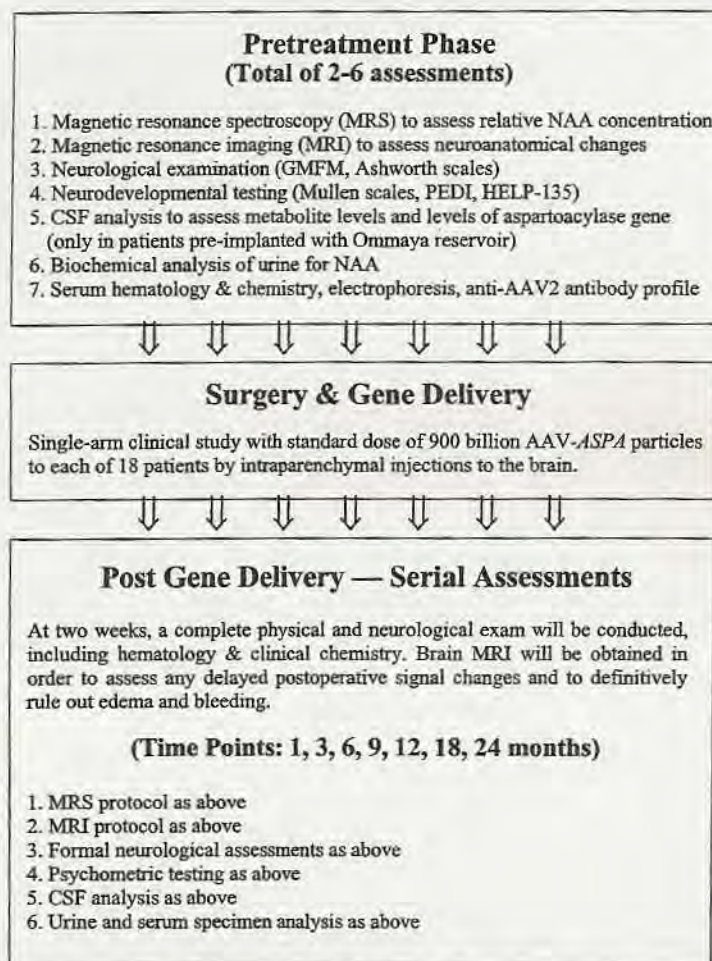 Pretreatment Phase
(Total of 2-6 assessments)
1. Magnetic resonance spectroscopy (MRS) to assess relative NAA concentration
2. Magnetic resonance imaging (MRI) to assess neuroanatomical changes
3. Neurological examination (GMFM, Ashworth scales)
4. Neurodevelopmental testing (Mullen scales, PEDI, HELP-135)
5. CSF analysis to assess metabolite levels and levels of aspartoacylase gene
(only in patients pre-implanted with Ommaya reservoir)
6. Biochemical analysis of urine for NAA
7. Serum hematology & chemistry, electrophoresis, anti-AAV2 antibody profile
Surgery & Gene Delivery
Single-arm clinical study with standard dose of 900 billion AAV-ASPA particles
to each of 18 patients by intraparenchymal injections to the brain.
Post Gene Delivery — Serial Assessments
At two weeks, a complete physical and neurological exam will be conducted,
including hematology & clinical chemistry. Brain MRI will be obtained in
order to assess any delayed postoperative signal changes and to definitively
rule out edema and bleeding.
(Time Points: 1, 3, 6, 9, 12, 18, 24 months)
1. MRS protocol as above
2. MRI protocol as above
3. Formal neurological assessments as above
4. Psychometric testing as above
5. CSF analysis as above
6. Urine and serum specimen analysis as above